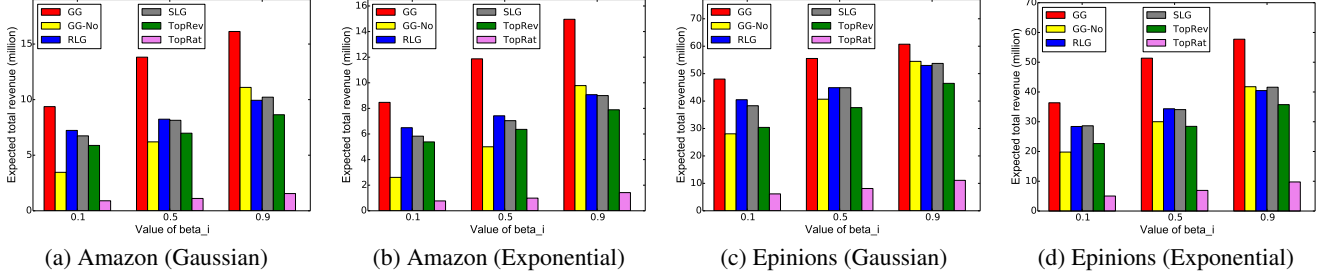 Expected total revenue (million)
15
10
5
0
GG
GG-No
RLG
SLG
TopRev
TopRat
0.1
0.5
0.9
Value of beta_i
(a) Amazon (Gaussian)
Expected total revenue (million)
16
14
12
10
8
6
4
2
0
GG
GG-No
RLG
SLG
TopRev
TopRat
0.1
0.5
0.9
Value of beta_i
(b) Amazon (Exponential)
Expected total revenue (million)
70
60
50
40
30
20
10
0
GG
GG-No
RLG
SLG
TopRev
TopRat
0.1
0.5
0.9
Value of beta_i
(c) Epinions (Gaussian)
Expected total revenue (million)
70
60
50
40
30
20
10
0
GG
GG-No
RLG
SLG
TopRev
TopRat
0.1
0.5
0.9
Value of beta_i
(d) Epinions (Exponential)